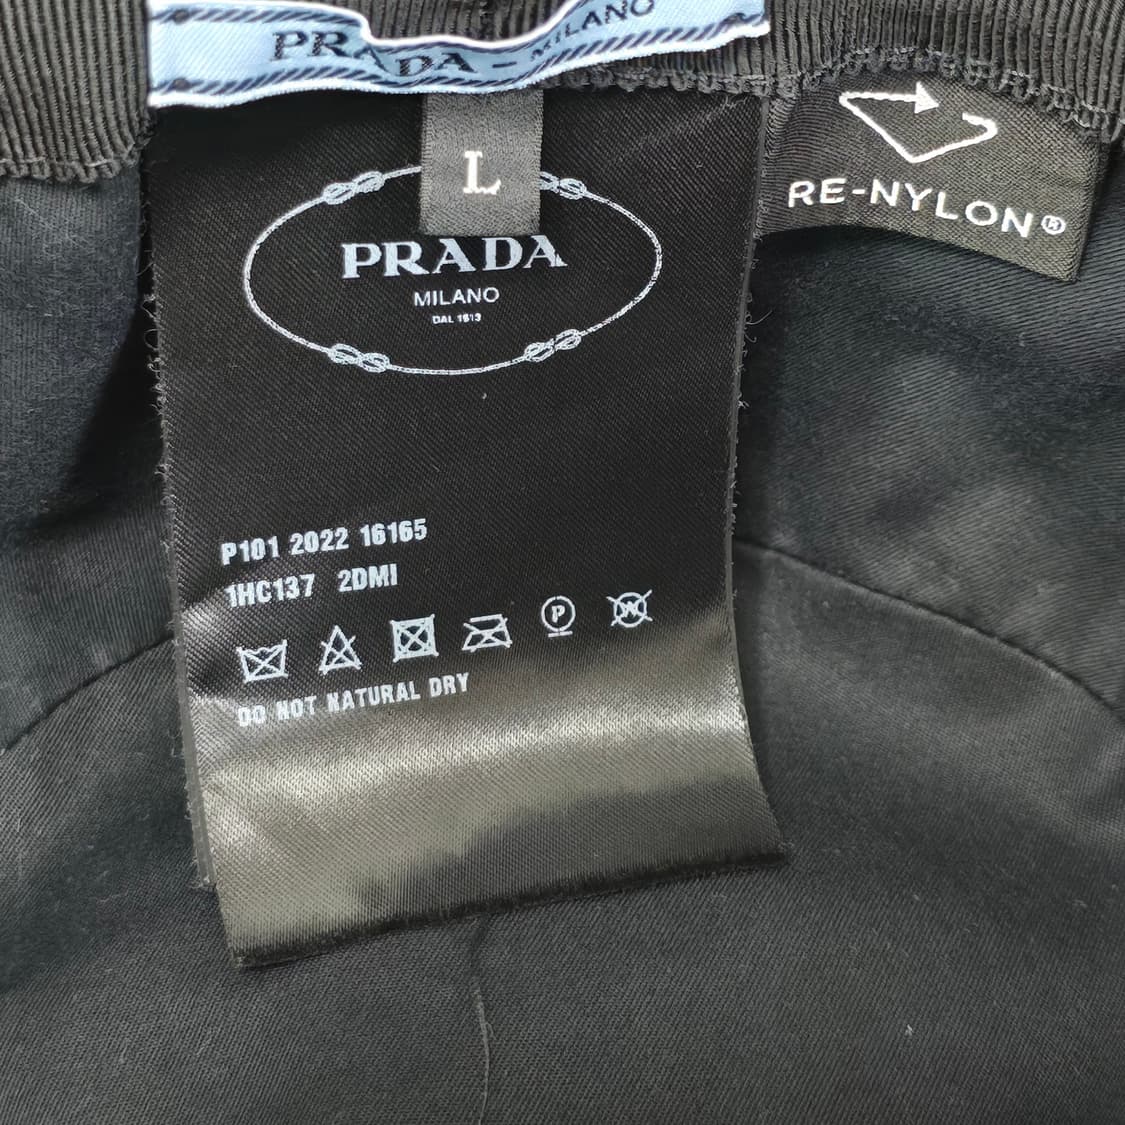 PRADA - MILANO
L
RE-NYLON®
PRADA
MILANO
DAL 1913
P101 2022 16165
1HC137 2DMI
P
W
DO NOT NATURAL DRY